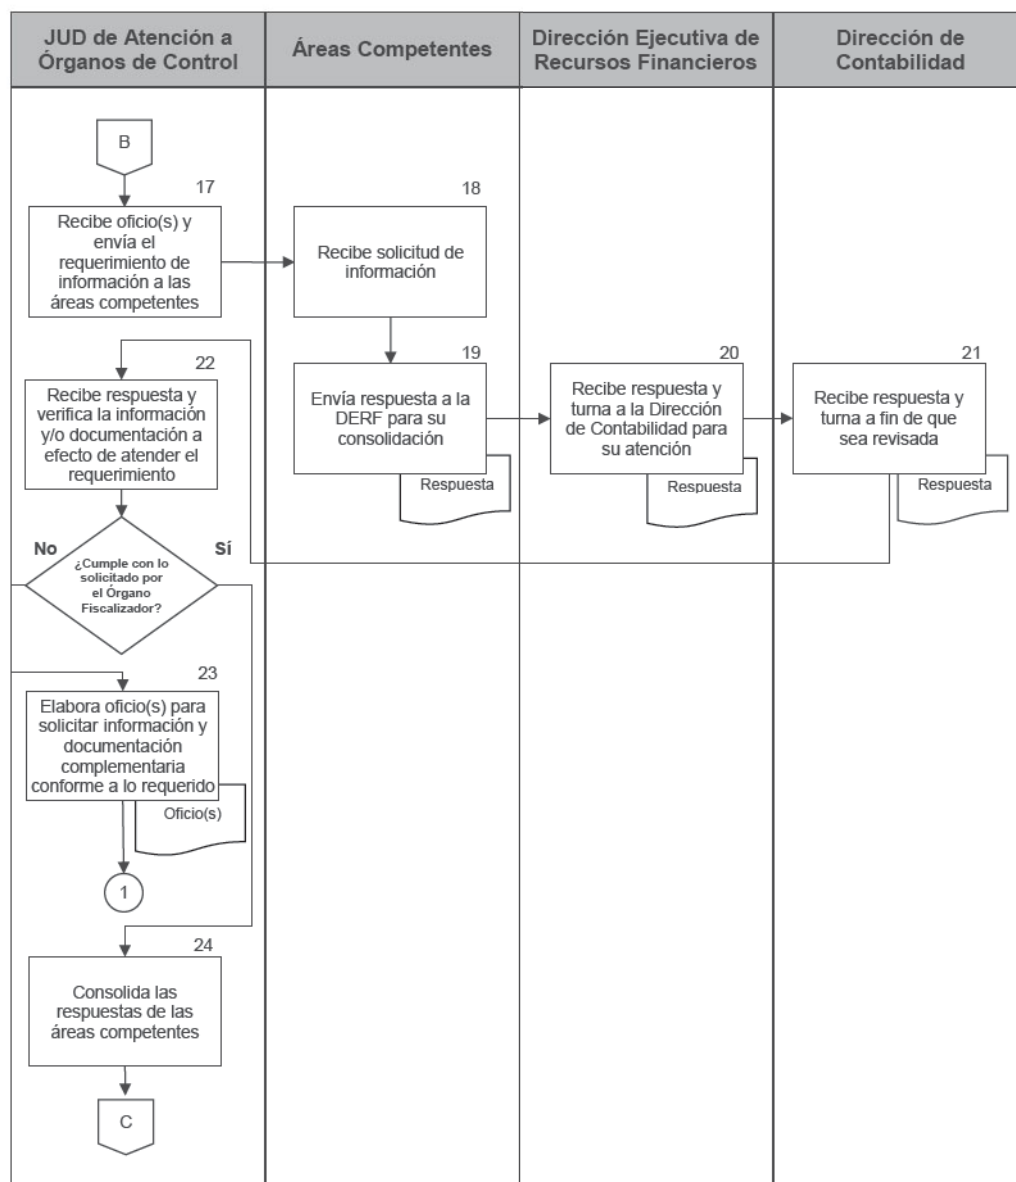 JUD de Atención a
Órganos de Control
Áreas Competentes
Dirección Ejecutiva de
Recursos Financieros
Dirección de
Contabilidad
B
17
Recibe oficio(s) y
envía el
requerimiento de
información a las
áreas competentes
18
Recibe solicitud de
información
19
Envía respuesta a la
DERF para su
consolidación
Respuesta
20
Recibe respuesta y
turna a la Dirección
de Contabilidad para
su atención
Respuesta
21
Recibe respuesta y
turna a fin de que
sea revisada
Respuesta
22
Recibe respuesta y
verifica la información
y/o documentación a
efecto de atender el
requerimiento
No
Sí
¿Cumple con lo
solicitado por
el Órgano
Fiscalizador?
23
Elabora oficio(s) para
solicitar información y
documentación
complementaria
conforme a lo requerido
Oficio(s)
1
24
Consolida las
respuestas de las
áreas competentes
C